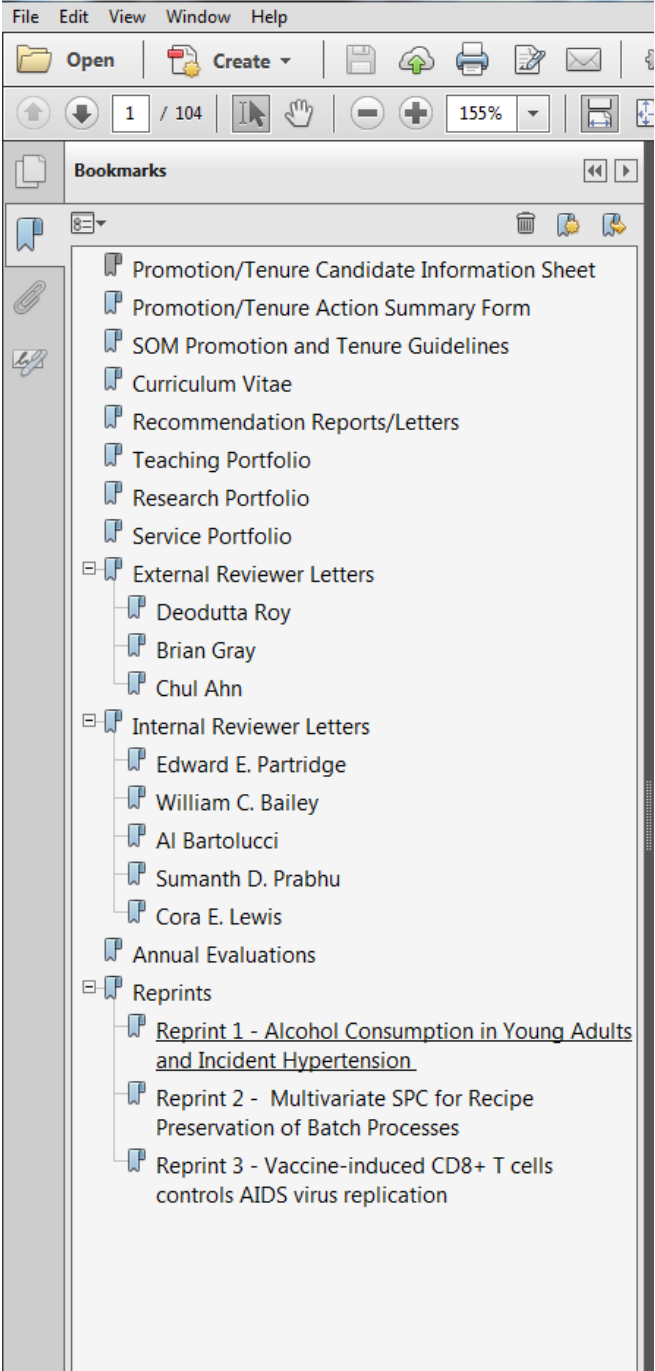 File Edit View Window Help
Open Create
1 / 104 155%
Bookmarks
Promotion/Tenure Candidate Information Sheet
Promotion/Tenure Action Summary Form
SOM Promotion and Tenure Guidelines
Curriculum Vitae
Recommendation Reports/Letters
Teaching Portfolio
Research Portfolio
Service Portfolio
External Reviewer Letters
Deodutta Roy
Brian Gray
Chul Ahn
Internal Reviewer Letters
Edward E. Partridge
William C. Bailey
Al Bartolucci
Sumanth D. Prabhu
Cora E. Lewis
Annual Evaluations
Reprints
Reprint 1 - Alcohol Consumption in Young Adults
and Incident Hypertension
Reprint 2 -  Multivariate SPC for Recipe
Preservation of Batch Processes
Reprint 3 - Vaccine-induced CD8+ T cells
controls AIDS virus replication